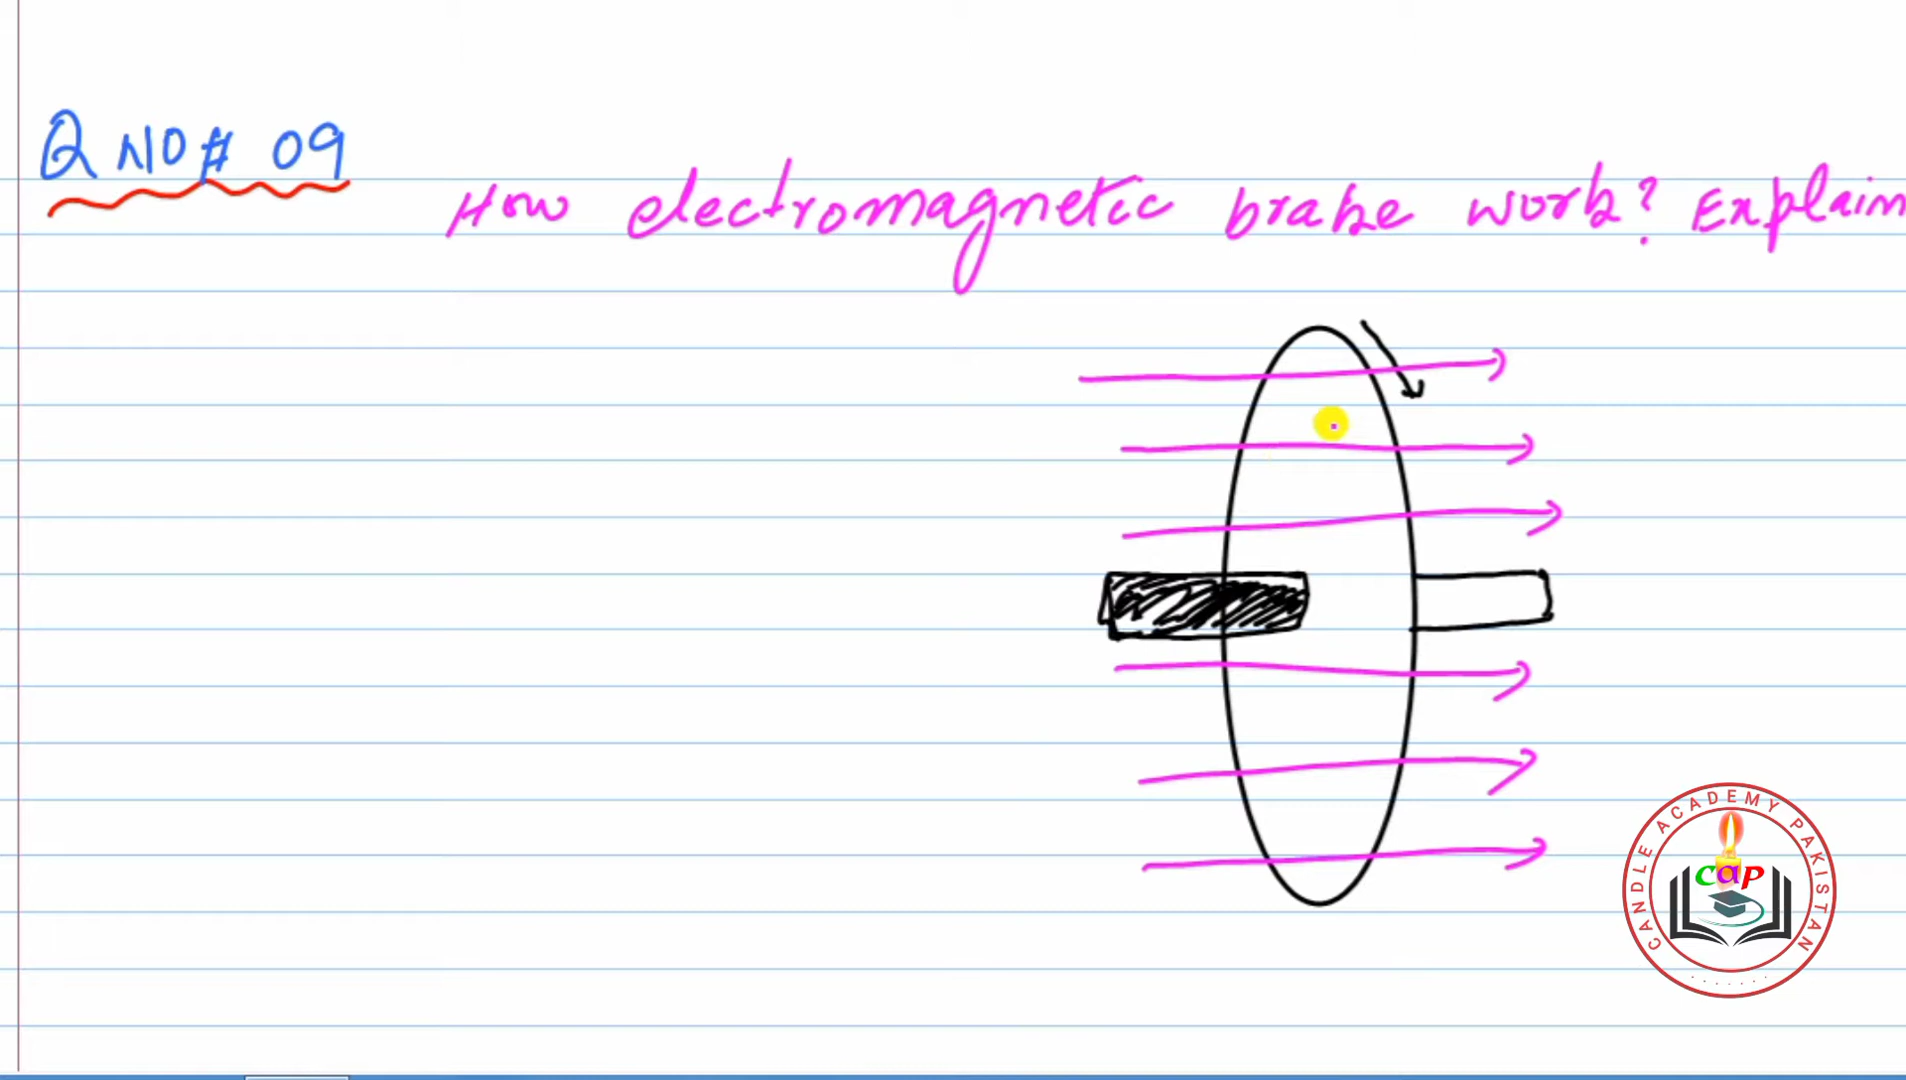 Q NO# 09
How electromagnetic brake work? Explain
CANDLE ACADEMY PAKISTAN
cap